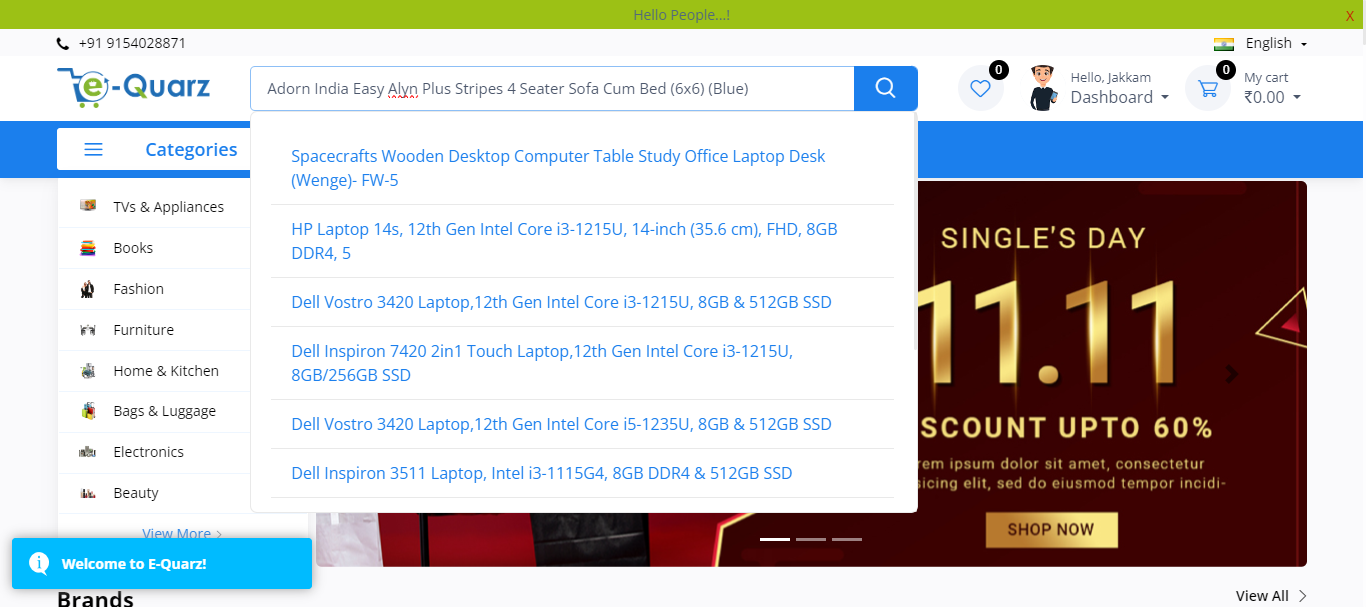 Hello People...!
X
+91 9154028871
English
e-Quarz
Adorn India Easy Alyn Plus Stripes 4 Seater Sofa Cum Bed (6x6) (Blue)
0
Hello, Jakkam
Dashboard
0
My cart
₹0.00
Categories
Spacecrafts Wooden Desktop Computer Table Study Office Laptop Desk
(Wenge)- FW-5
HP Laptop 14s, 12th Gen Intel Core i3-1215U, 14-inch (35.6 cm), FHD, 8GB
DDR4, 5
Dell Vostro 3420 Laptop,12th Gen Intel Core i3-1215U, 8GB & 512GB SSD
Dell Inspiron 7420 2in1 Touch Laptop,12th Gen Intel Core i3-1215U,
8GB/256GB SSD
Dell Vostro 3420 Laptop,12th Gen Intel Core i5-1235U, 8GB & 512GB SSD
Dell Inspiron 3511 Laptop, Intel i3-1115G4, 8GB DDR4 & 512GB SSD
TVs & Appliances
Books
Fashion
Furniture
Home & Kitchen
Bags & Luggage
Electronics
Beauty
View More
SINGLE'S DAY
11.11
SCOUNT UPTO 60%
rem ipsum dolor sit amet, consectetur
sicing elit, sed do eiusmod tempor incidi-
SHOP NOW
Welcome to E-Quarz!
Brands
View All